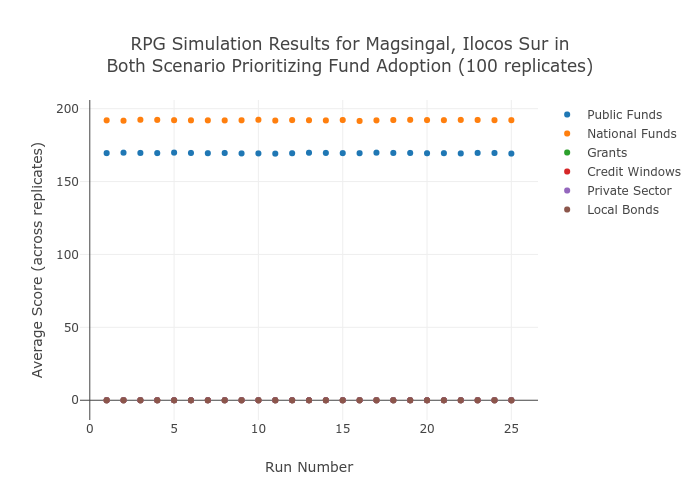 RPG Simulation Results for Magsingal, Ilocos Sur in
Both Scenario Prioritizing Fund Adoption (100 replicates)
Average Score (across replicates)
200
150
100
50
0
0
5
10
15
20
25
Run Number
Public Funds
National Funds
Grants
Credit Windows
Private Sector
Local Bonds